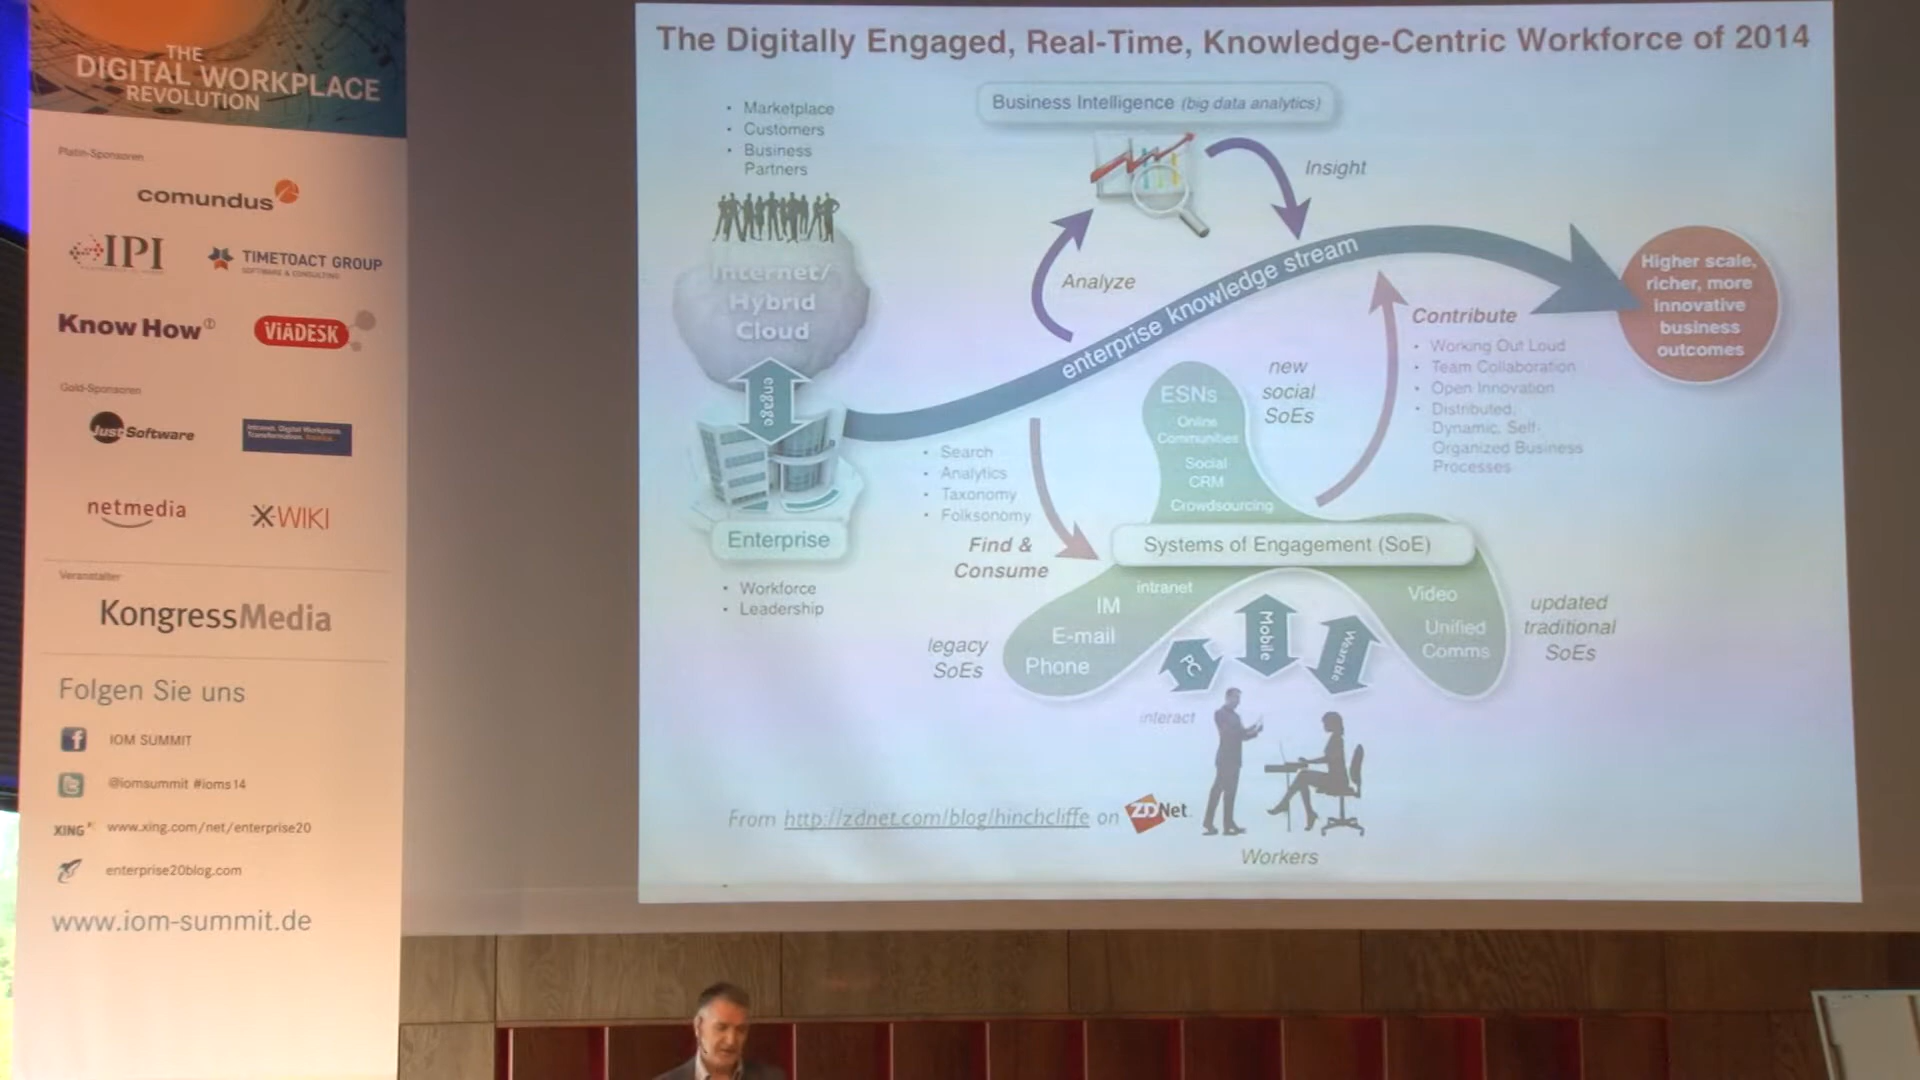 THE
DIGITAL WORKPLACE
REVOLUTION
Platin-Sponsoren
comundus
IPI
TIMETOACT GROUP
SOFTWARE & CONSULTING
Know How
ViADESK
Gold-Sponsoren
Just Software
Intranet. Digital Workplace.
Transformation.
netmedia
XWIKI
Veranstalter
KongressMedia
Folgen Sie uns
IOM SUMMIT
@iomsummit #ioms14
XING www.xing.com/net/enterprise20
enterprise20blog.com
www.iom-summit.de
The Digitally Engaged, Real-Time, Knowledge-Centric Workforce of 2014
• Marketplace
• Customers
• Business
Partners
Internet/
Hybrid
Cloud
engage
Enterprise
• Workforce
• Leadership
Business Intelligence (big data analytics)
Insight
Analyze
enterprise knowledge stream
Higher scale,
richer, more
innovative
business
outcomes
Contribute
• Working Out Loud
• Team Collaboration
• Open Innovation
• Distributed,
Dynamic, Self-
Organized Business
Processes
new
social
SoEs
ESNs
Online
Communities
Social
CRM
Crowdsourcing
• Search
• Analytics
• Taxonomy
• Folksonomy
Find &
Consume
Systems of Engagement (SoE)
intranet
IM
E-mail
Phone
legacy
SoEs
Video
Unified
Comms
updated
traditional
SoEs
PC
Mobile
Wearable
interact
Workers
From http://zdnet.com/blog/hinchcliffe on ZDNet